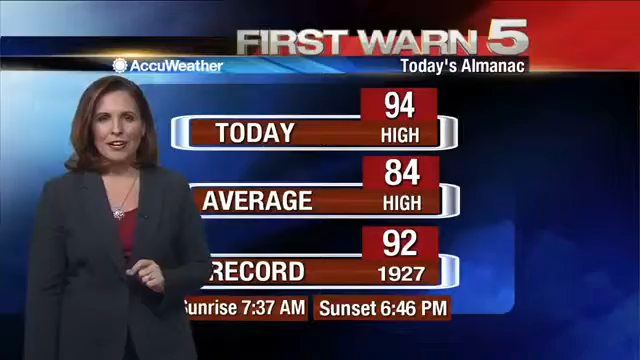 FIRST WARN 5
AccuWeather
Today's Almanac
94
TODAY
HIGH
84
AVERAGE
HIGH
92
RECORD
1927
Sunrise 7:37 AM
Sunset 6:46 PM